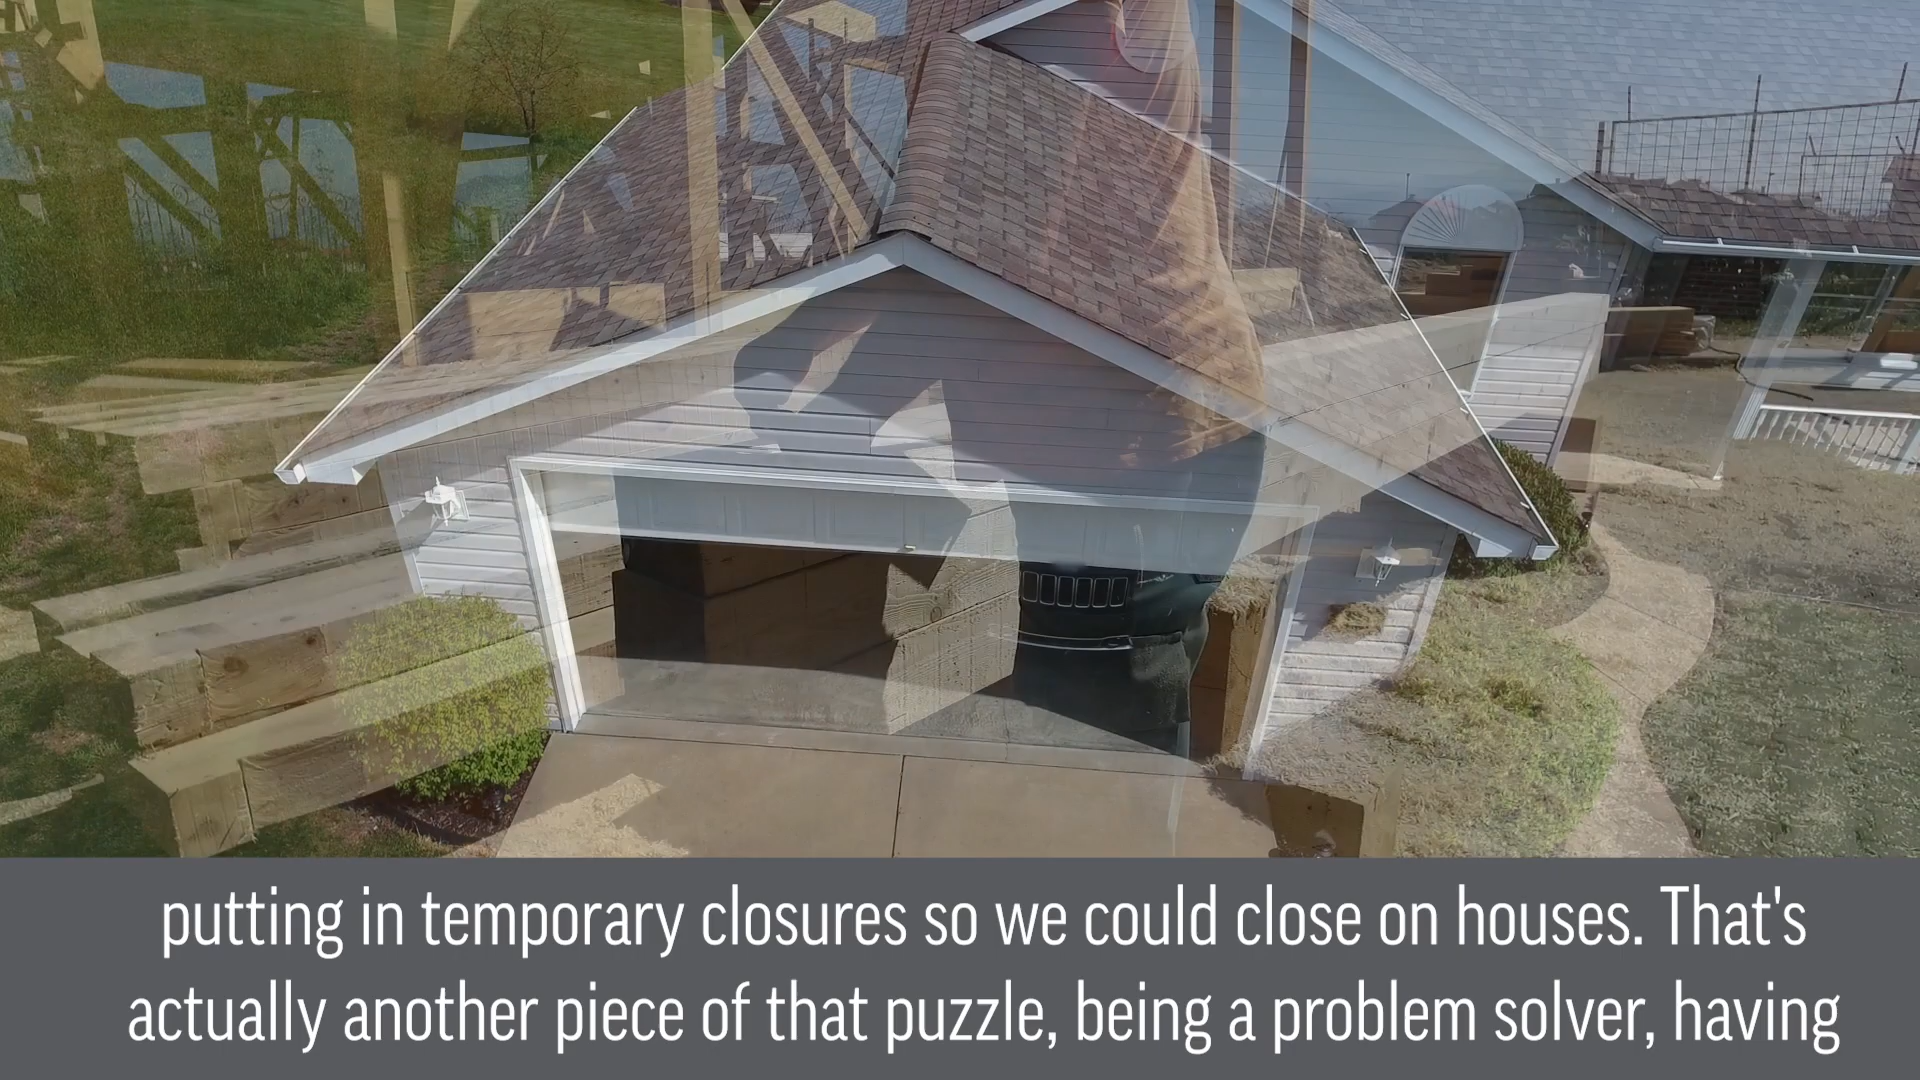 putting in temporary closures so we could close on houses. That's
actually another piece of that puzzle, being a problem solver, having